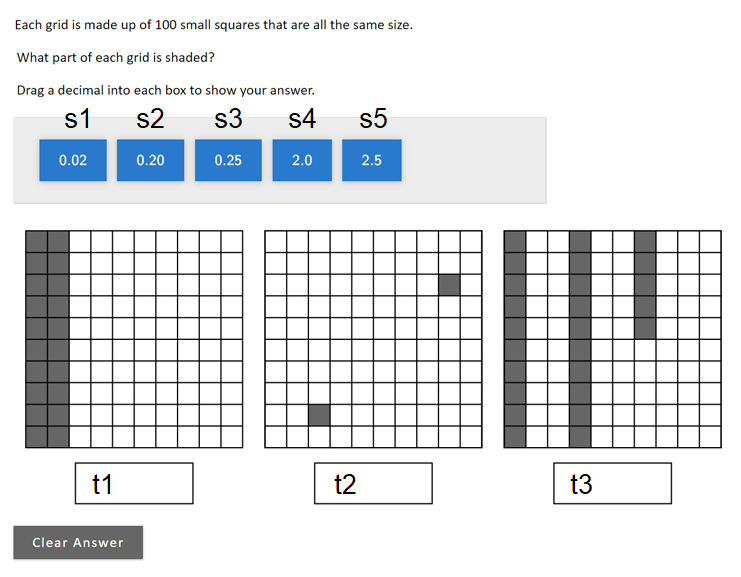 Each grid is made up of 100 small squares that are all the same size.
What part of each grid is shaded?
Drag a decimal into each box to show your answer.
s1 s2 s3 s4 s5
0.02 0.20 0.25 2.0 2.5
t1 t2 t3
Clear Answer